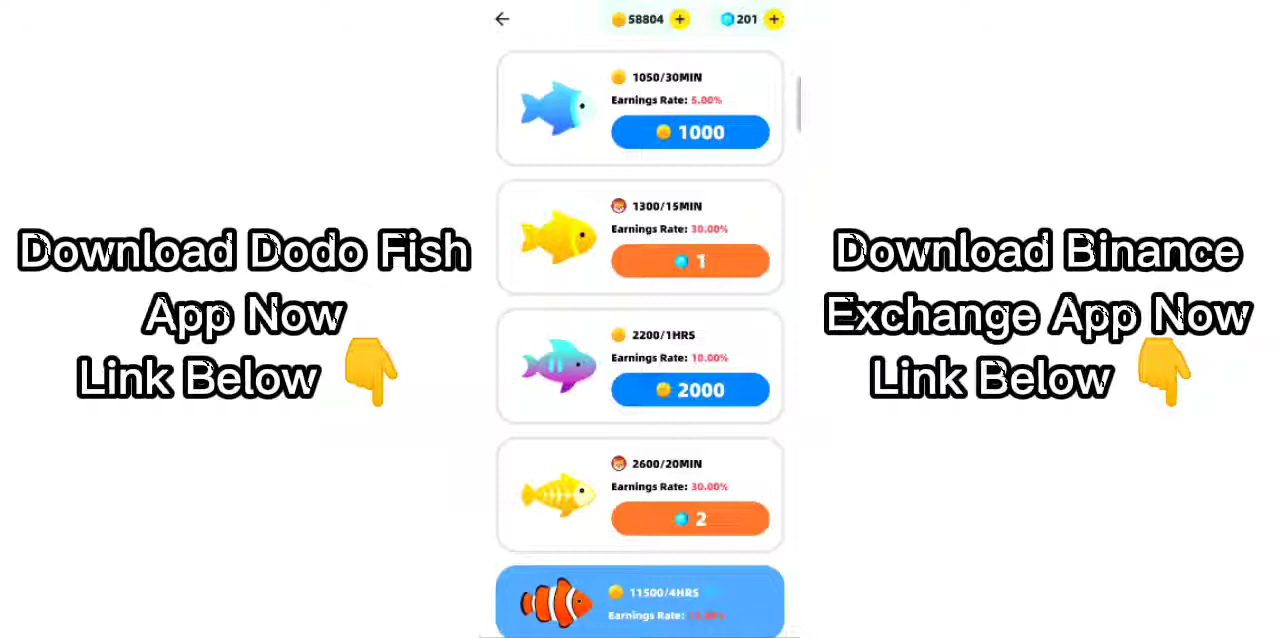 58804 + 201 +
1050/30MIN
Earnings Rate: 5.00%
1000
1300/15MIN
Earnings Rate: 30.00%
1
2200/1HRS
Earnings Rate: 10.00%
2000
2600/20MIN
Earnings Rate: 30.00%
2
11500/4HRS
Earnings Rate:
Download Dodo Fish
App Now
Link Below 👇
Download Binance
Exchange App Now
Link Below 👇